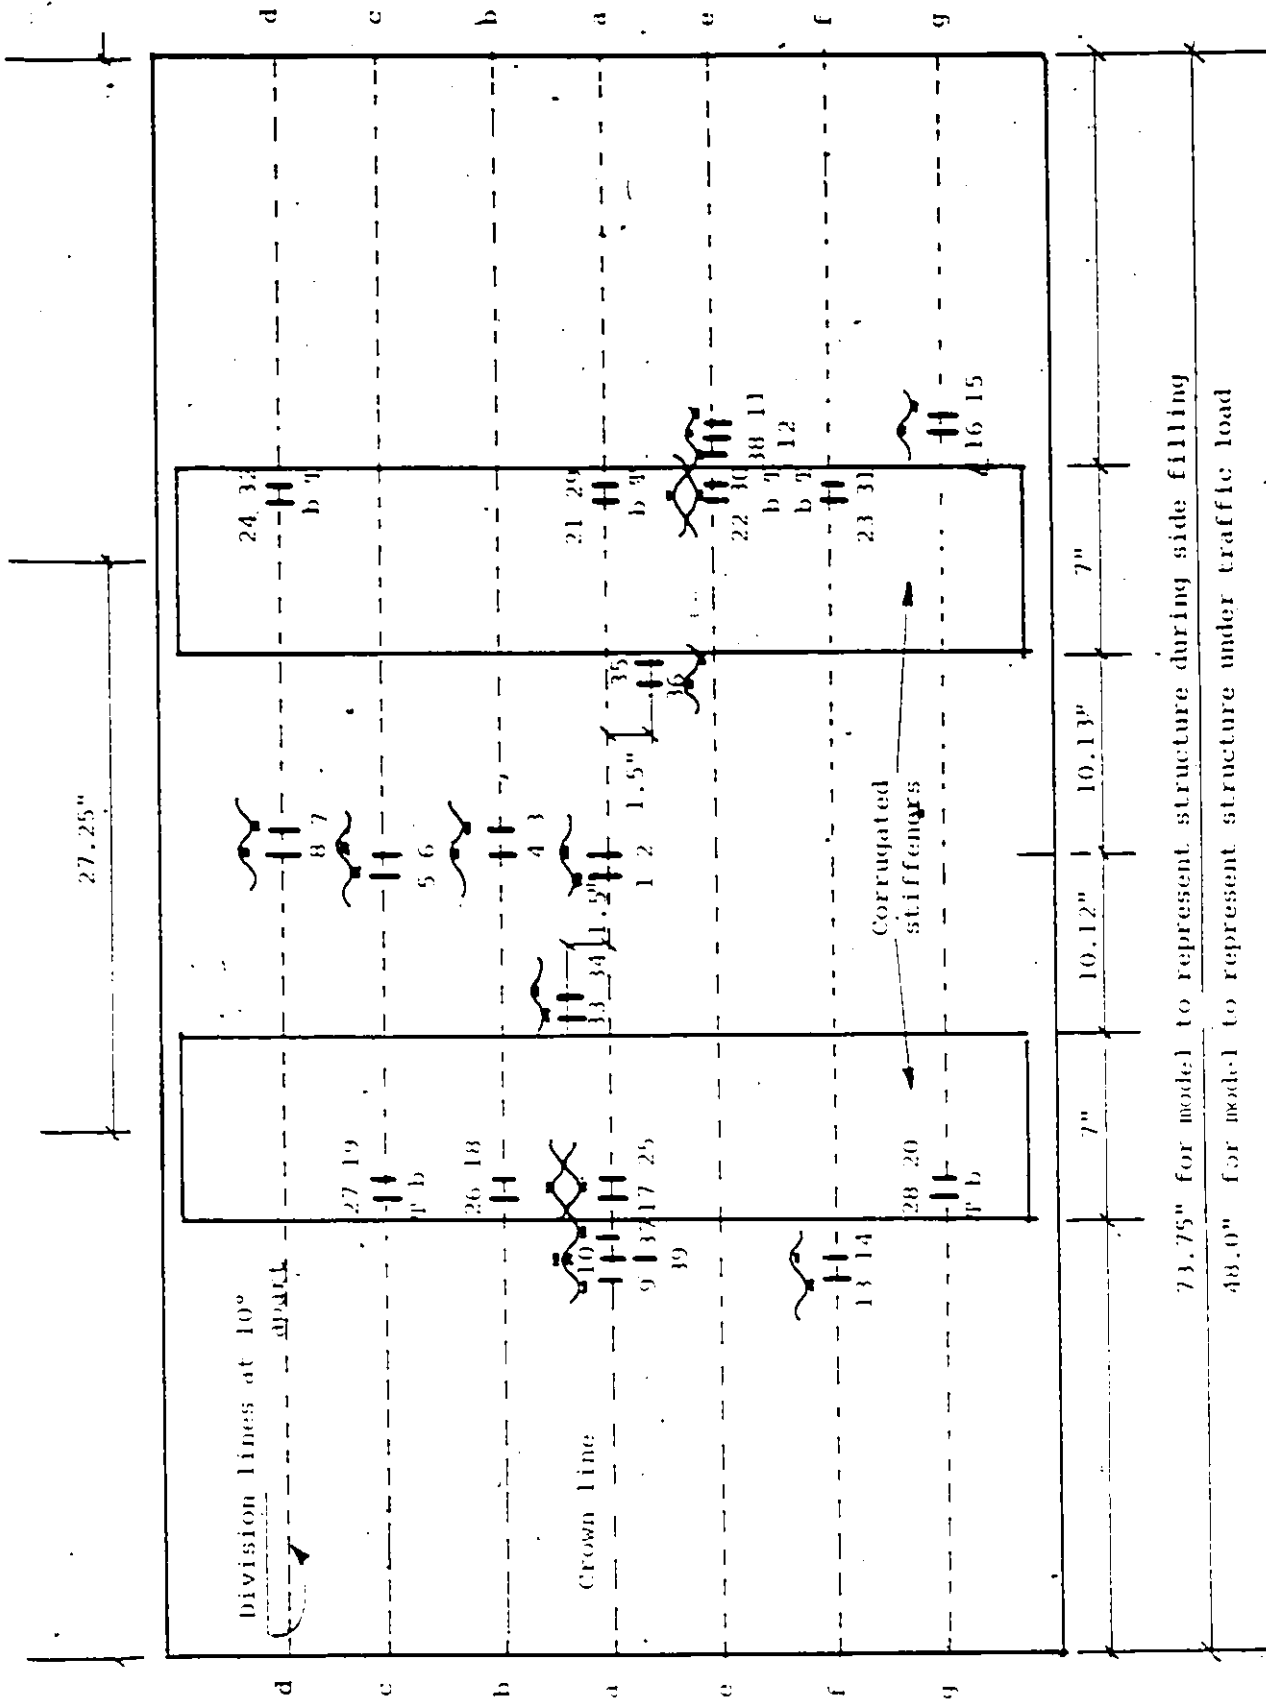 d c b a e f g
27.25"
24 32
b T
21 29
b T
38 11
12
22 30
b T
b T
23 31
16 15
35
36
1.5"
8 7
5 6
4 3
1 2
1.5"
33 34
Corrugated
stiffeners
27 19
T b
26 18
17 25
10 37
9 39
28 20
T b
13 14
Division lines at 10°
apart
Crown line
7"
10.13"
10.12"
7"
73.75" for model to represent structure during side filling
48.0" for model to represent structure under traffic load
d c b a e f g